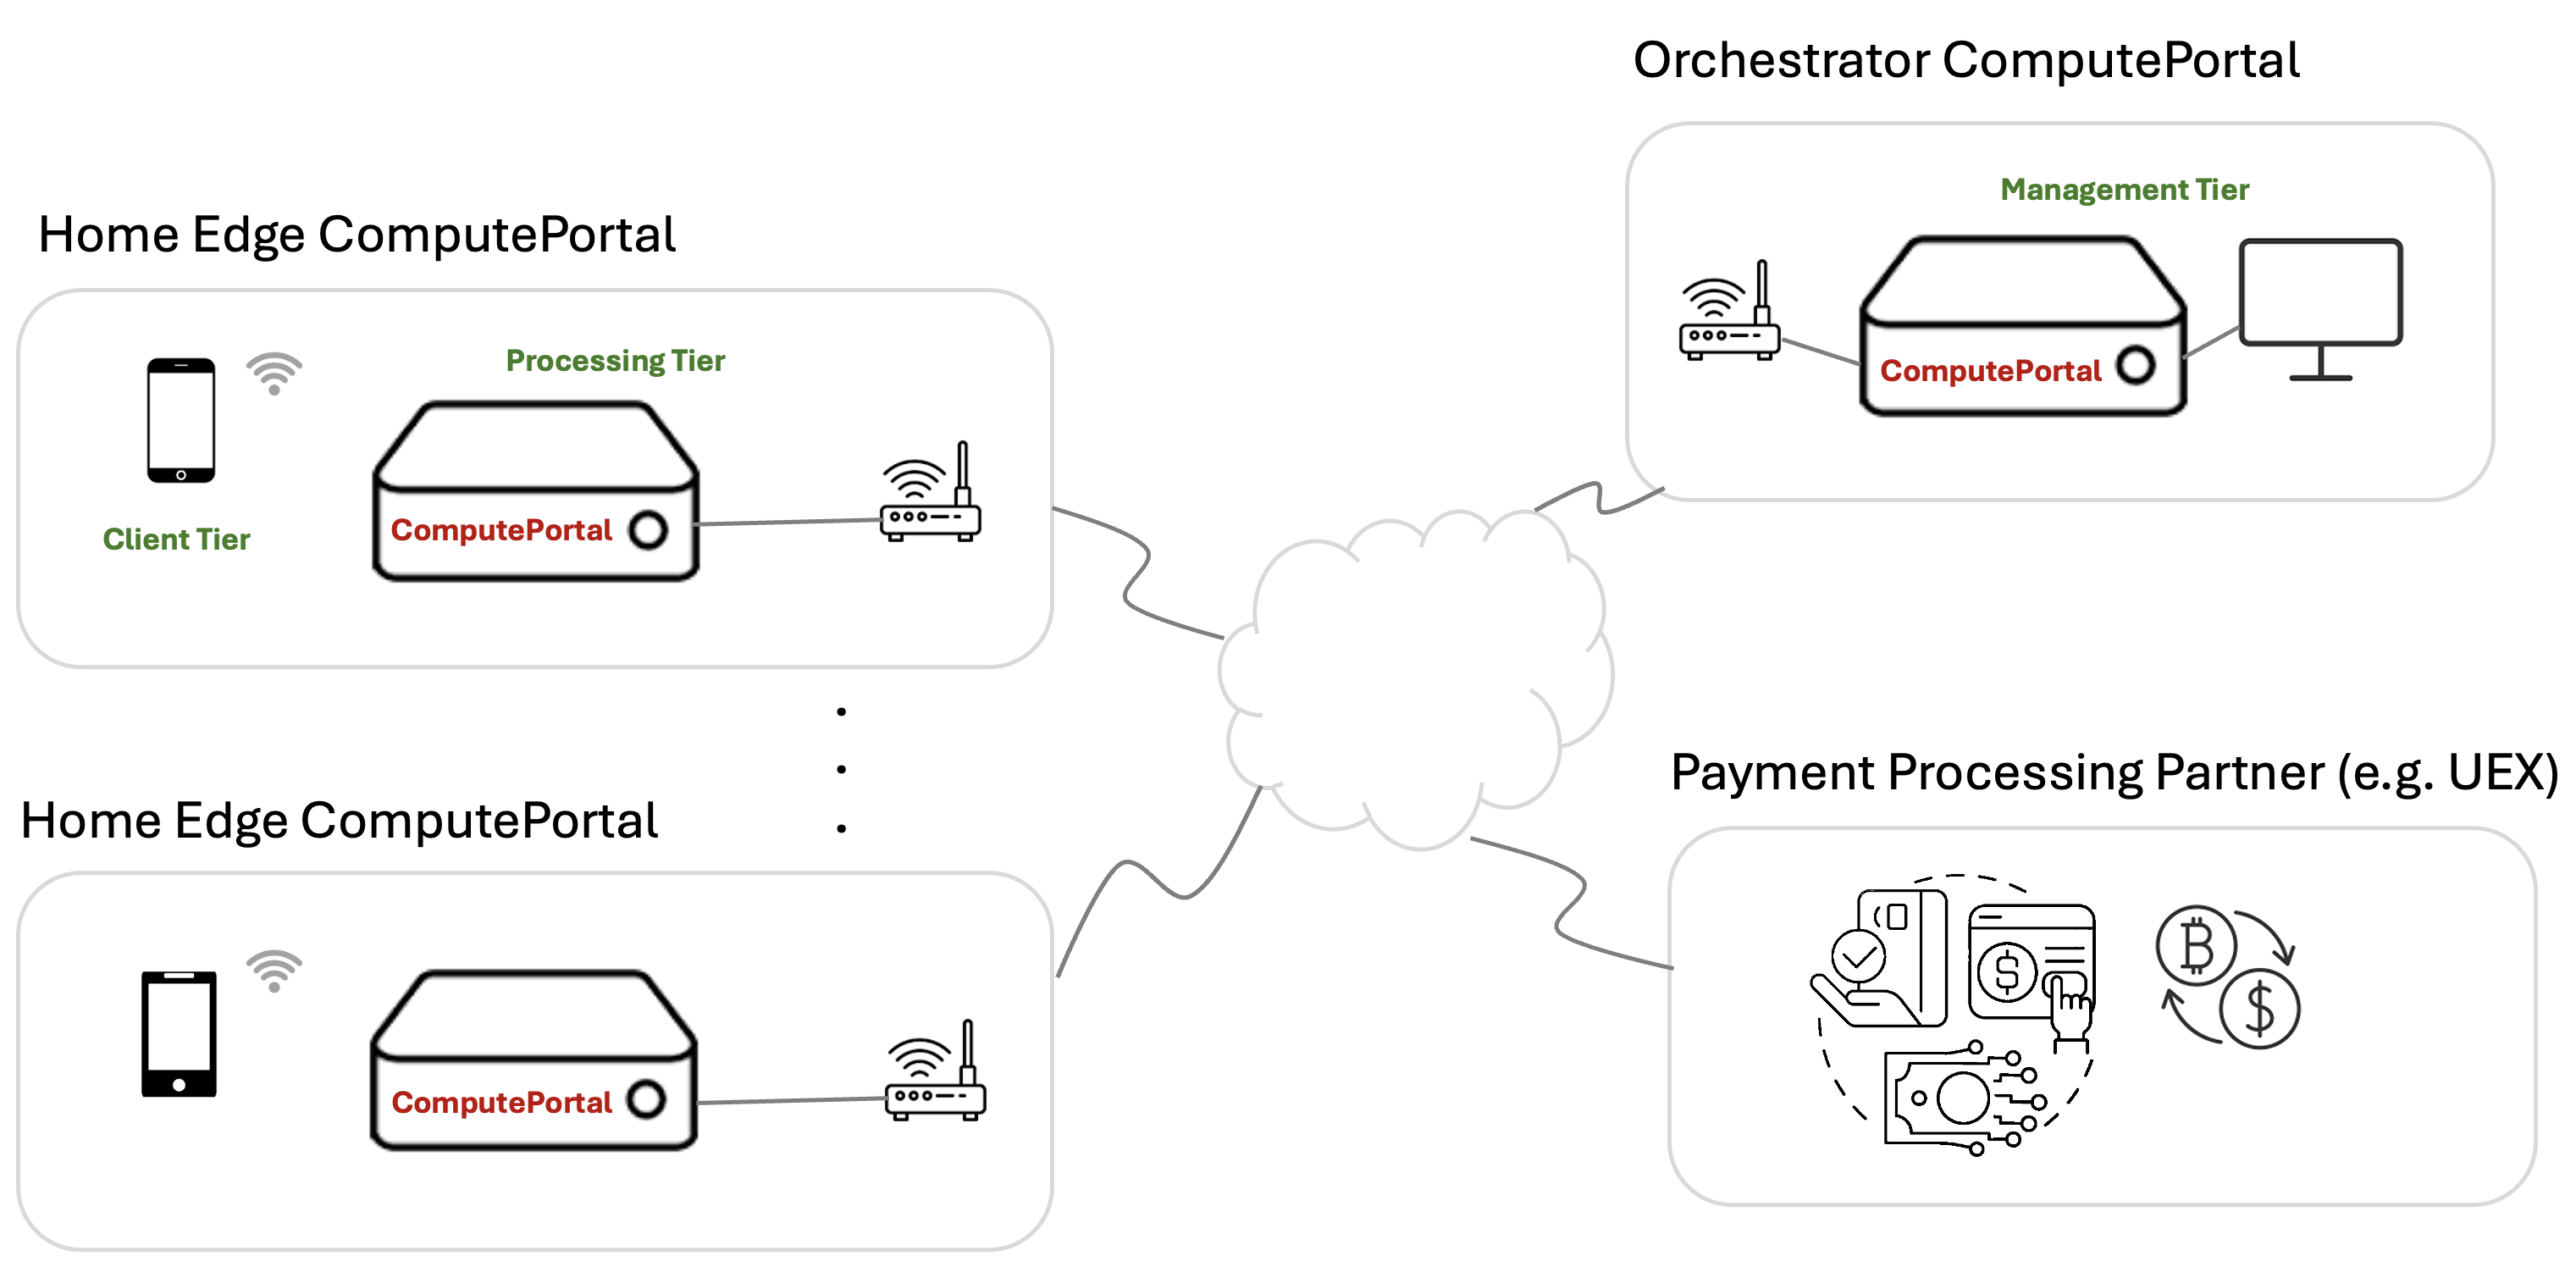 Orchestrator ComputePortal
Management Tier
ComputePortal
Home Edge ComputePortal
Processing Tier
Client Tier
ComputePortal
Home Edge ComputePortal
ComputePortal
Payment Processing Partner (e.g. UEX)